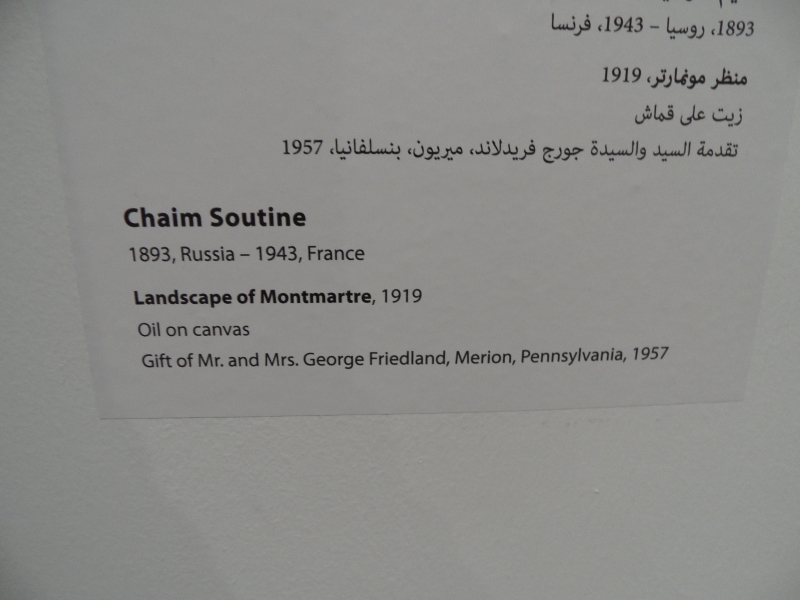 1893، روسيا – 1943، فرنسا
منظر مونمارتر، 1919
زيت على قماش
تقدمة السيد والسيدة جورج فريدلاند، ميريون، بنسلفانيا، 1957
Chaim Soutine
1893, Russia – 1943, France
Landscape of Montmartre, 1919
Oil on canvas
Gift of Mr. and Mrs. George Friedland, Merion, Pennsylvania, 1957